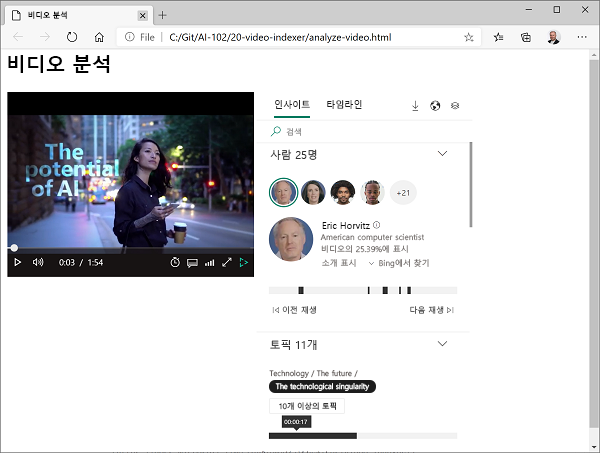 비디오 분석
File C:/Git/AI-102/20-video-indexer/analyze-video.html
비디오 분석
The
potential
of AI
0:03 / 1:54
인사이트 타임라인
검색
사람 25명
+21
Eric Horvitz
American computer scientist
비디오의 25.39%에 표시
소개 표시 Bing에서 찾기
이전 재생 다음 재생
토픽 11개
Technology / The future /
The technological singularity
10개 이상의 토픽
00:00:17